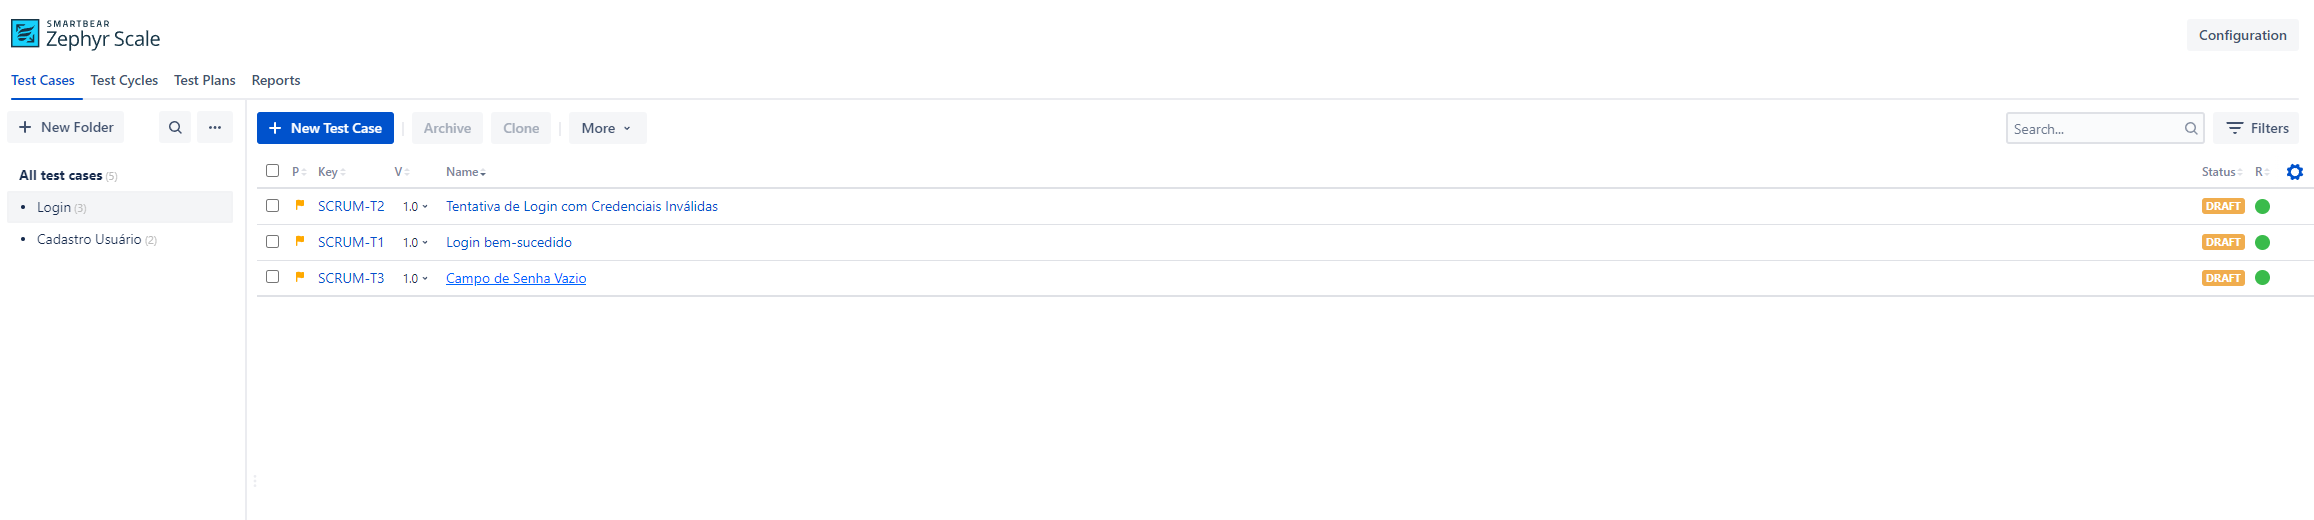 SMARTBEAR
Zephyr Scale
Configuration
Test Cases Test Cycles Test Plans Reports
+ New Folder ...
+ New Test Case Archive Clone More Search... Filters
All test cases (5)
• Login (3)
• Cadastro Usuário (2)
P Key V Name Status R
SCRUM-T2 1.0 Tentativa de Login com Credenciais Inválidas DRAFT
SCRUM-T1 1.0 Login bem-sucedido DRAFT
SCRUM-T3 1.0 Campo de Senha Vazio DRAFT